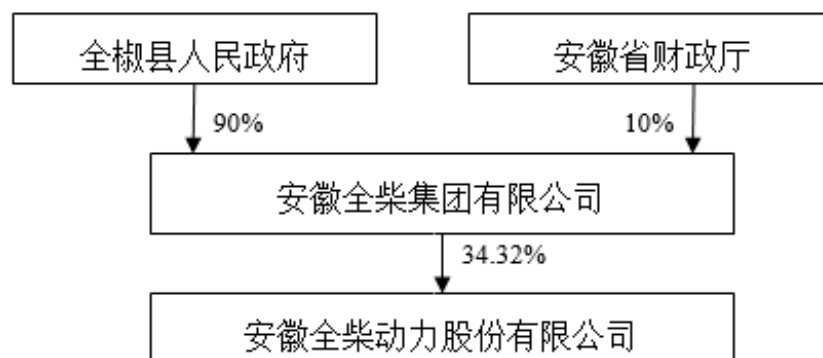 全椒县人民政府
安徽省财政厅
90%
10%
安徽全柴集团有限公司
34.32%
安徽全柴动力股份有限公司